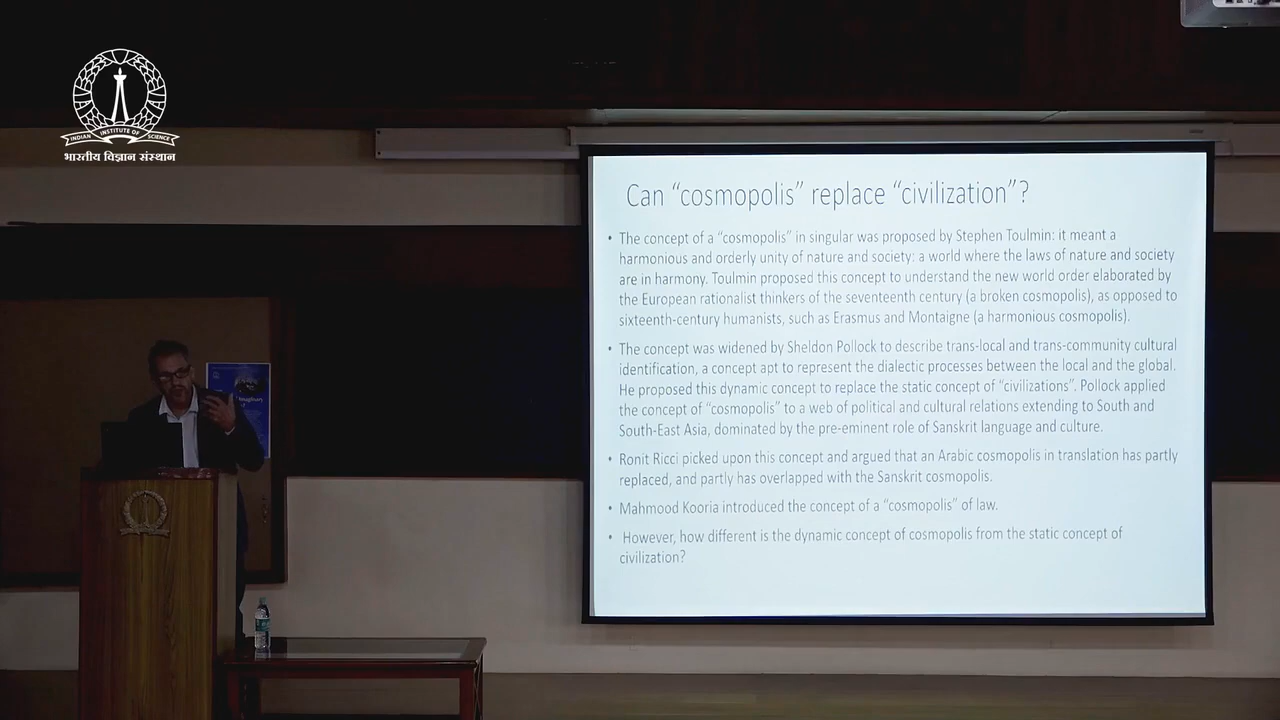 INDIAN INSTITUTE OF SCIENCE
भारतीय विज्ञान संस्थान
Can “cosmopolis” replace “civilization”?
• The concept of a “cosmopolis” in singular was proposed by Stephen Toulmin: it meant a
harmonious and orderly unity of nature and society: a world where the laws of nature and society
are in harmony. Toulmin proposed this concept to understand the new world order elaborated by
the European rationalist thinkers of the seventeenth century (a broken cosmopolis), as opposed to
sixteenth-century humanists, such as Erasmus and Montaigne (a harmonious cosmopolis).
• The concept was widened by Sheldon Pollock to describe trans-local and trans-community cultural
identification, a concept apt to represent the dialectic processes between the local and the global.
He proposed this dynamic concept to replace the static concept of “civilizations”. Pollock applied
the concept of “cosmopolis” to a web of political and cultural relations extending to South and
South-East Asia, dominated by the pre-eminent role of Sanskrit language and culture.
• Ronit Ricci picked upon this concept and argued that an Arabic cosmopolis in translation has partly
replaced, and partly has overlapped with the Sanskrit cosmopolis.
• Mahmood Kooria introduced the concept of a “cosmopolis” of law.
• However, how different is the dynamic concept of cosmopolis from the static concept of
civilization?